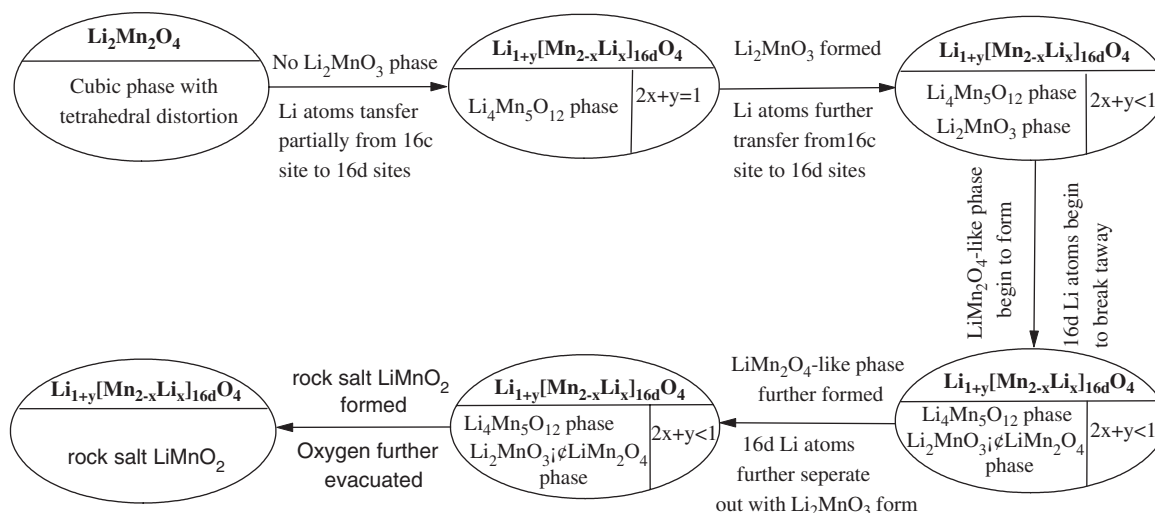 Li₂Mn₂O₄
Cubic phase with
tetrahedral distortion
No Li₂MnO₃ phase
Li atoms tansfer
partially from 16c
site to 16d sites
Li₁₊y[Mn₂₋ₓLiₓ]₁₆dO₄
Li₄Mn₅O₁₂ phase
2x+y=1
Li₂MnO₃ formed
Li atoms further
transfer from16c
site to 16d sites
Li₁₊y[Mn₂₋ₓLiₓ]₁₆dO₄
Li₄Mn₅O₁₂ phase
Li₂MnO₃ phase
2x+y<1
LiMn₂O₄-like phase
begin to form
16d Li atoms begin
to break taway
Li₁₊y[Mn₂₋ₓLiₓ]₁₆dO₄
Li₄Mn₅O₁₂ phase
Li₂MnO₃¡¢LiMn₂O₄
phase
2x+y<1
LiMn₂O₄-like phase
further formed
16d Li atoms
further seperate
out with Li₂MnO₃ form
Li₁₊y[Mn₂₋ₓLiₓ]₁₆dO₄
Li₄Mn₅O₁₂ phase
Li₂MnO₃¡¢LiMn₂O₄
phase
2x+y<1
rock salt LiMnO₂
formed
Oxygen further
evacuated
Li₁₊y[Mn₂₋ₓLiₓ]₁₆dO₄
rock salt LiMnO₂